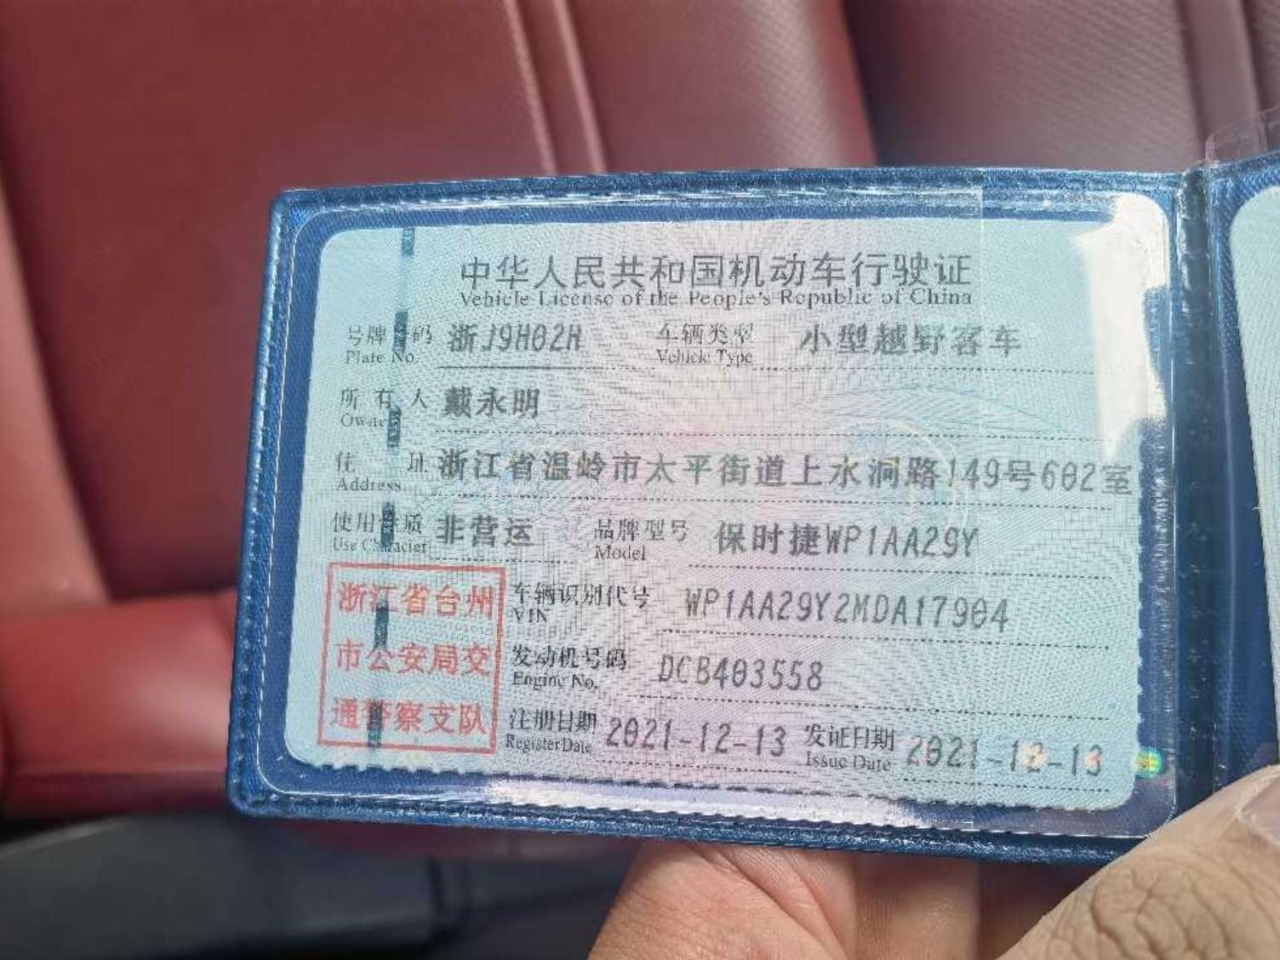 中华人民共和国机动车行驶证
Vehicle License of the People's Republic of China
号牌号码 浙J9H02H 车辆类型 小型越野客车
Plate No. Vehicle Type
所有人 戴永明
Owner
住址 浙江省温岭市太平街道上水洞路149号602室
Address
使用性质 非营运 品牌型号 保时捷WP1AA29Y
Use Character Model
浙江省台州
市公安局交
通警察支队
车辆识别代号 WP1AA29Y2MDA17904
VIN
发动机号码 DCB403558
Engine No.
注册日期 2021-12-13 发证日期 2021-12-13
Register Date Issue Date